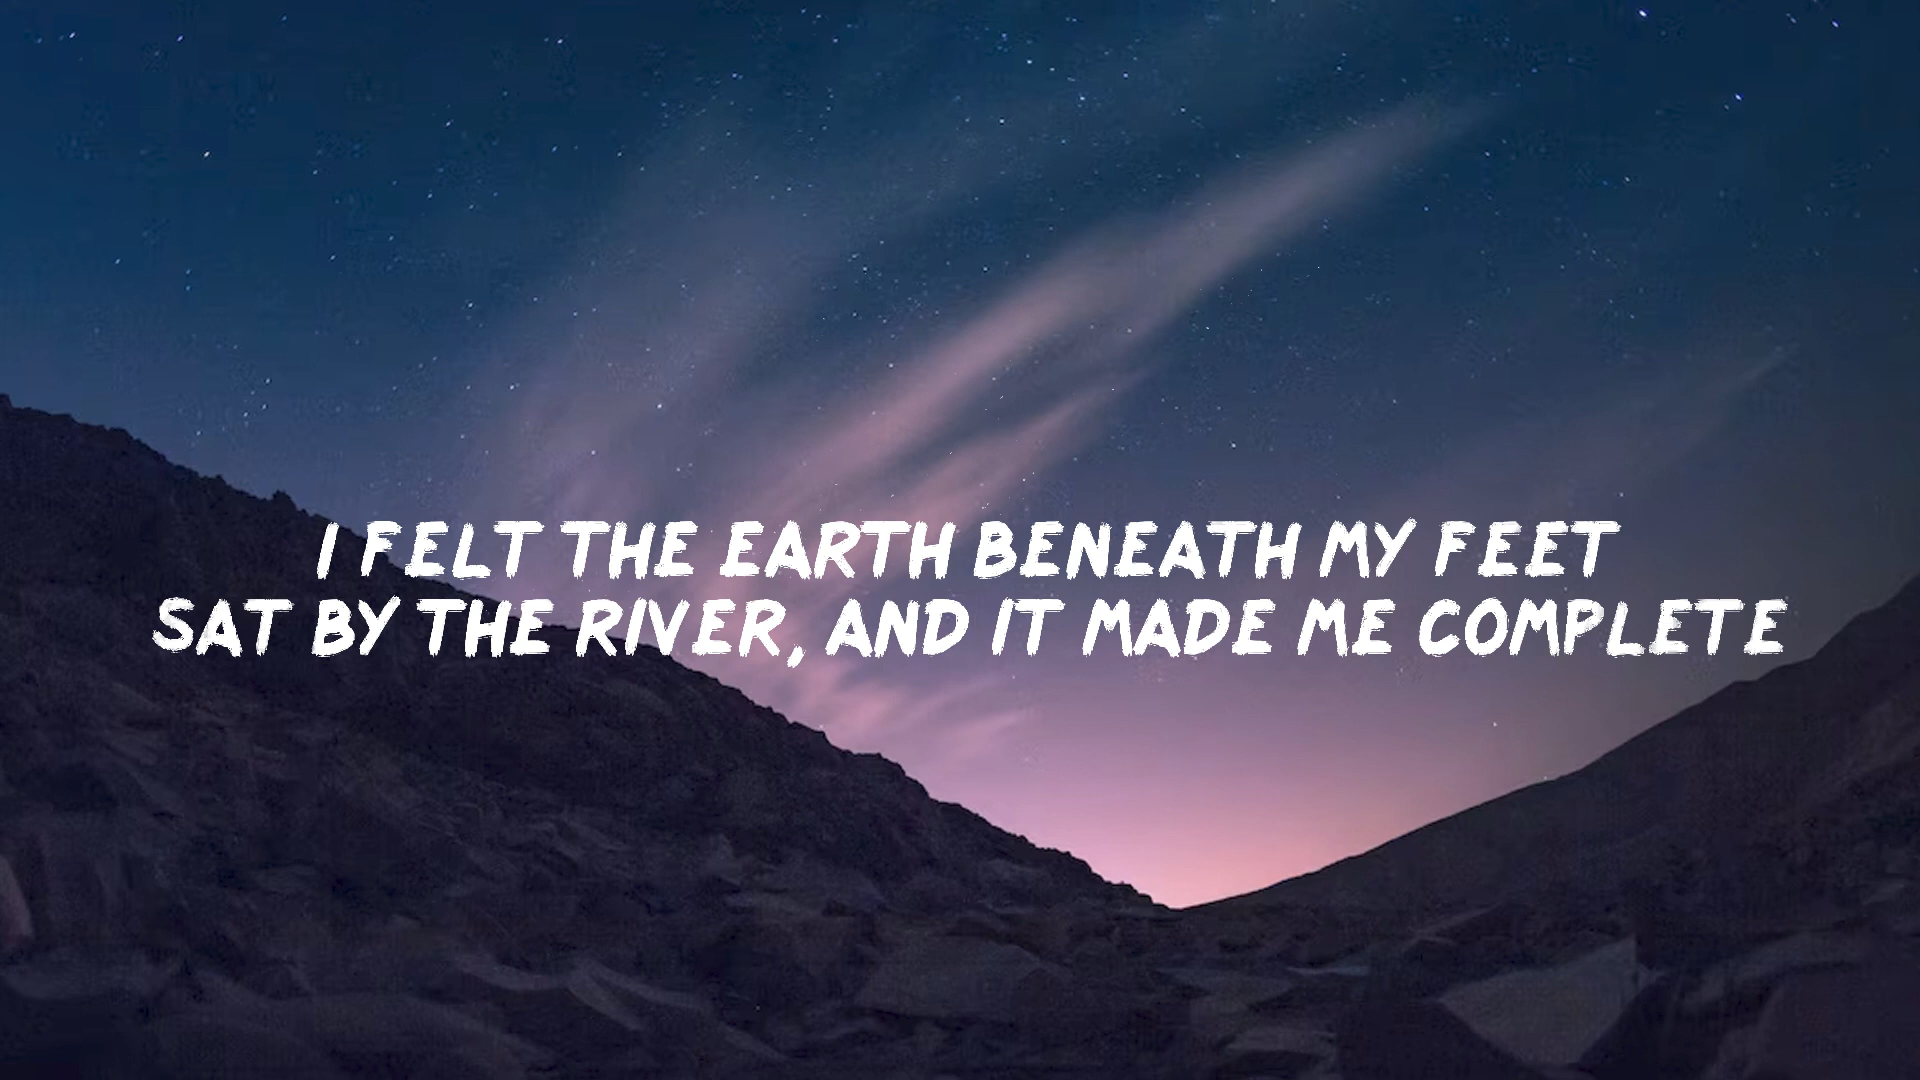 I FELT THE EARTH BENEATH MY FEET
SAT BY THE RIVER, AND IT MADE ME COMPLETE